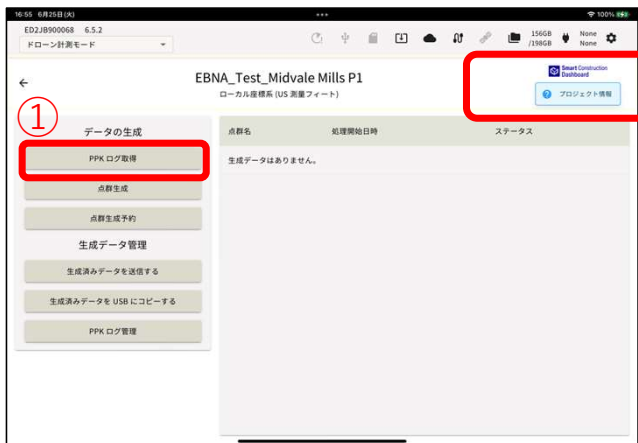 16:55 6月25日(火)
100%
ED2JB900068 6.5.2
ドローン計測モード
156GB
/198GB
None
None
EBNA_Test_Midvale Mills P1
ローカル座標系 (US 測量フィート)
Smart Construction
Dashboard
プロジェクト情報
①
データの生成
PPK ログ取得
点群生成
点群生成予約
生成データ管理
生成済みデータを送信する
生成済みデータを USB にコピーする
PPK ログ管理
点群名 処理開始日時 ステータス
生成データはありません。